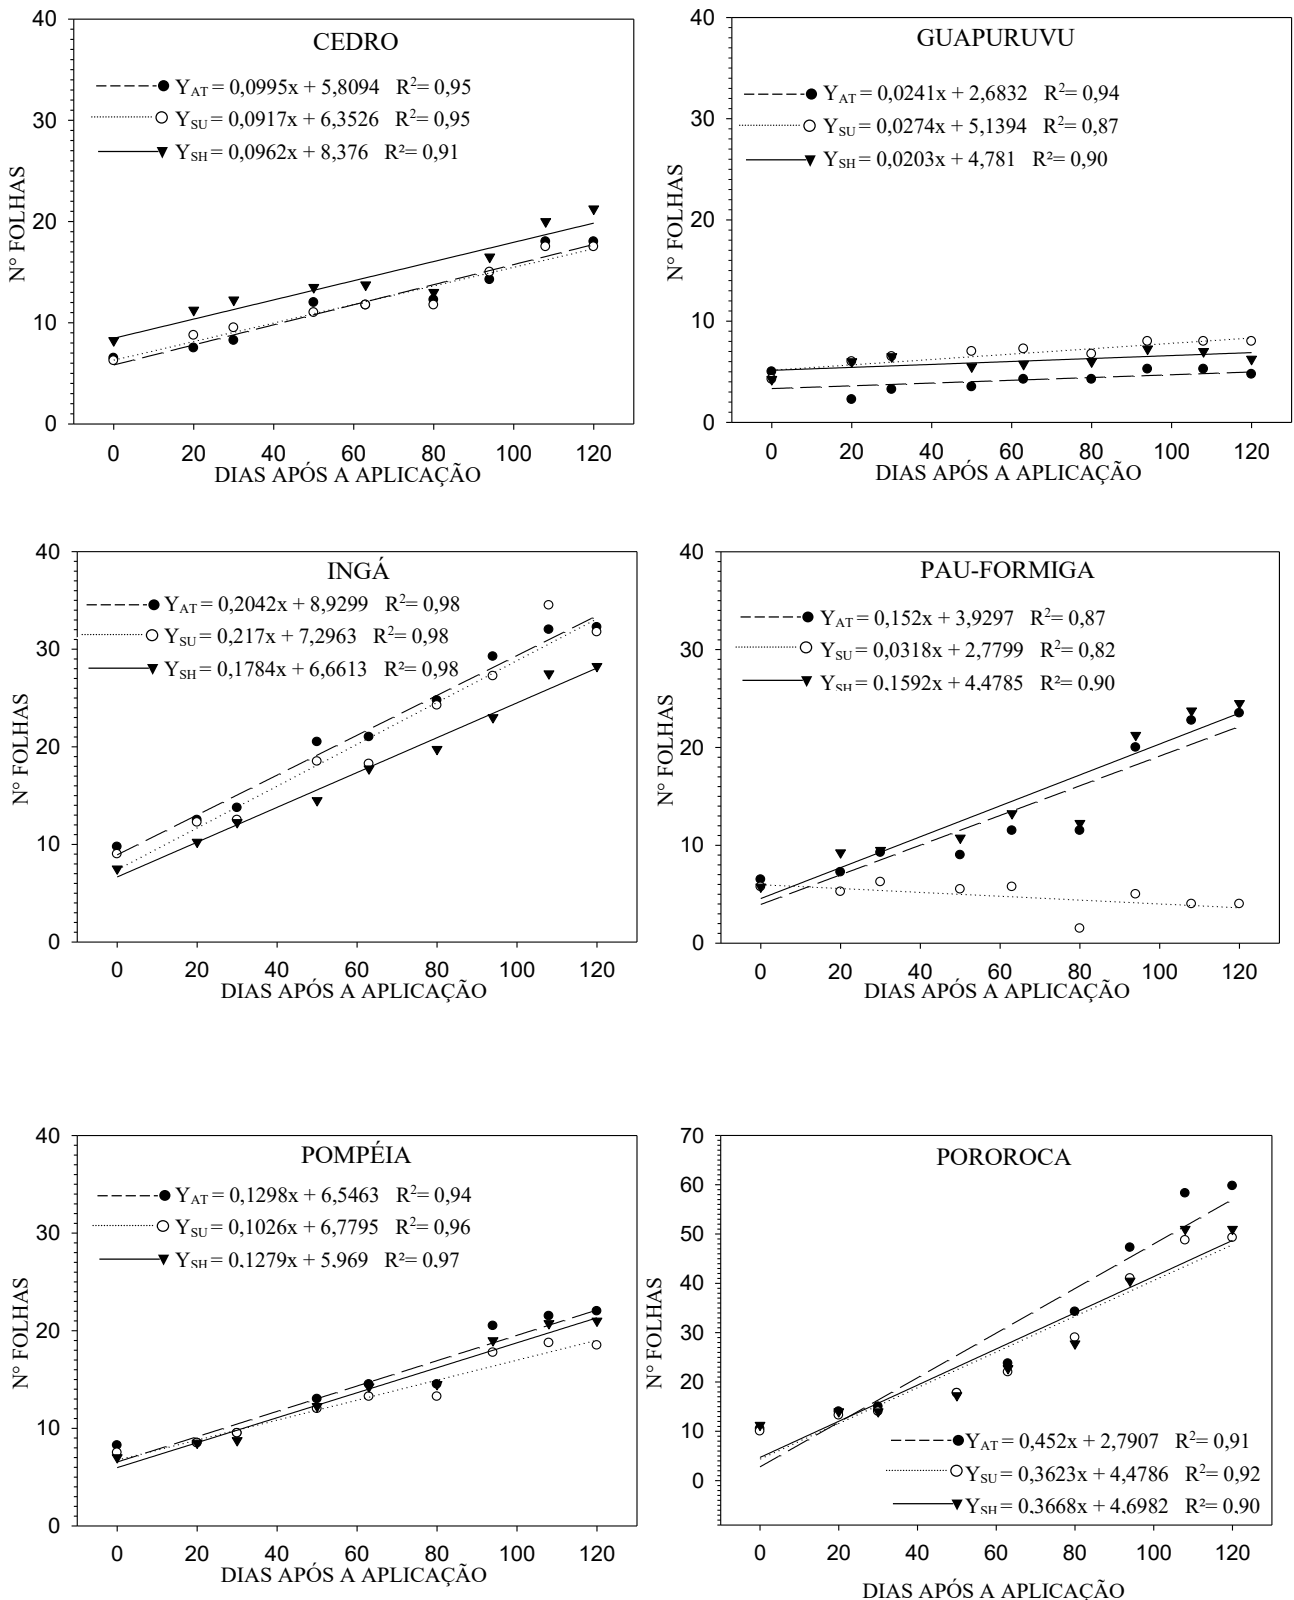 CEDRO
Y_AT = 0,0995x + 5,8094 R²= 0,95
Y_SU = 0,0917x + 6,3526 R²= 0,95
Y_SH = 0,0962x + 8,376 R²= 0,91
N° FOLHAS
40
30
20
10
0
0 20 40 60 80 100 120
DIAS APÓS A APLICAÇÃO
GUAPURUVU
Y_AT = 0,0241x + 2,6832 R²= 0,94
Y_SU = 0,0274x + 5,1394 R²= 0,87
Y_SH = 0,0203x + 4,781 R²= 0,90
N° FOLHAS
40
30
20
10
0
0 20 40 60 80 100 120
DIAS APÓS A APLICAÇÃO
INGÁ
Y_AT = 0,2042x + 8,9299 R²= 0,98
Y_SU = 0,217x + 7,2963 R²= 0,98
Y_SH = 0,1784x + 6,6613 R²= 0,98
N° FOLHAS
40
30
20
10
0
0 20 40 60 80 100 120
DIAS APÓS A APLICAÇÃO
PAU-FORMIGA
Y_AT = 0,152x + 3,9297 R²= 0,87
Y_SU = 0,0318x + 2,7799 R²= 0,82
Y_SH = 0,1592x + 4,4785 R²= 0,90
N° FOLHAS
40
30
20
10
0
0 20 40 60 80 100 120
DIAS APÓS A APLICAÇÃO
POMPÉIA
Y_AT = 0,1298x + 6,5463 R²= 0,94
Y_SU = 0,1026x + 6,7795 R²= 0,96
Y_SH = 0,1279x + 5,969 R²= 0,97
N° FOLHAS
40
30
20
10
0
0 20 40 60 80 100 120
DIAS APÓS A APLICAÇÃO
POROROCA
N° FOLHAS
70
60
50
40
30
20
10
0
Y_AT = 0,452x + 2,7907 R²= 0,91
Y_SU = 0,3623x + 4,4786 R²= 0,92
Y_SH = 0,3668x + 4,6982 R²= 0,90
0 20 40 60 80 100 120
DIAS APÓS A APLICAÇÃO